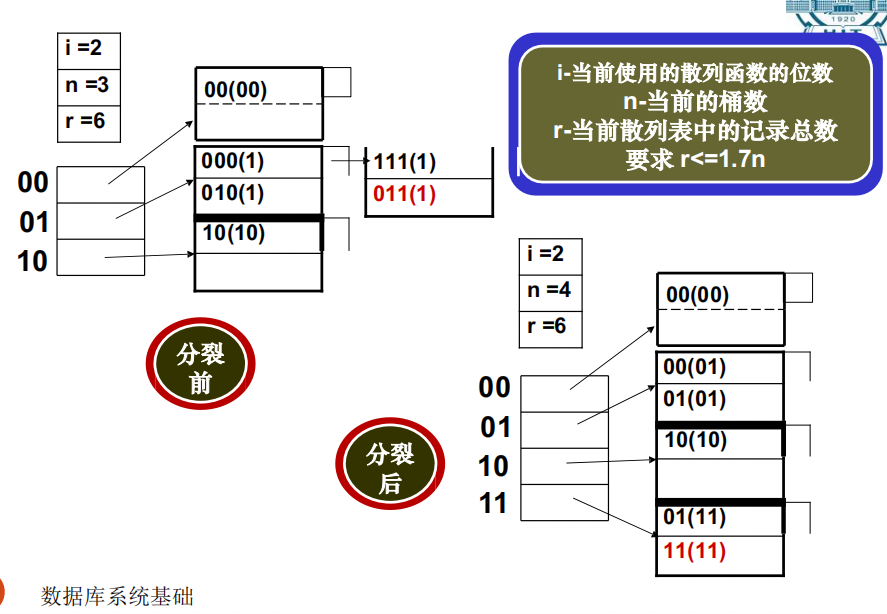 1920
HIT
i =2
n =3
r =6
00(00)
000(1)
010(1)
10(10)
111(1)
011(1)
00
01
10
i-当前使用的散列函数的位数
n-当前的桶数
r-当前散列表中的记录总数
要求 r<=1.7n
分裂
前
i =2
n =4
r =6
00(00)
00(01)
01(01)
10(10)
01(11)
11(11)
00
01
10
11
分裂
后
数据库系统基础